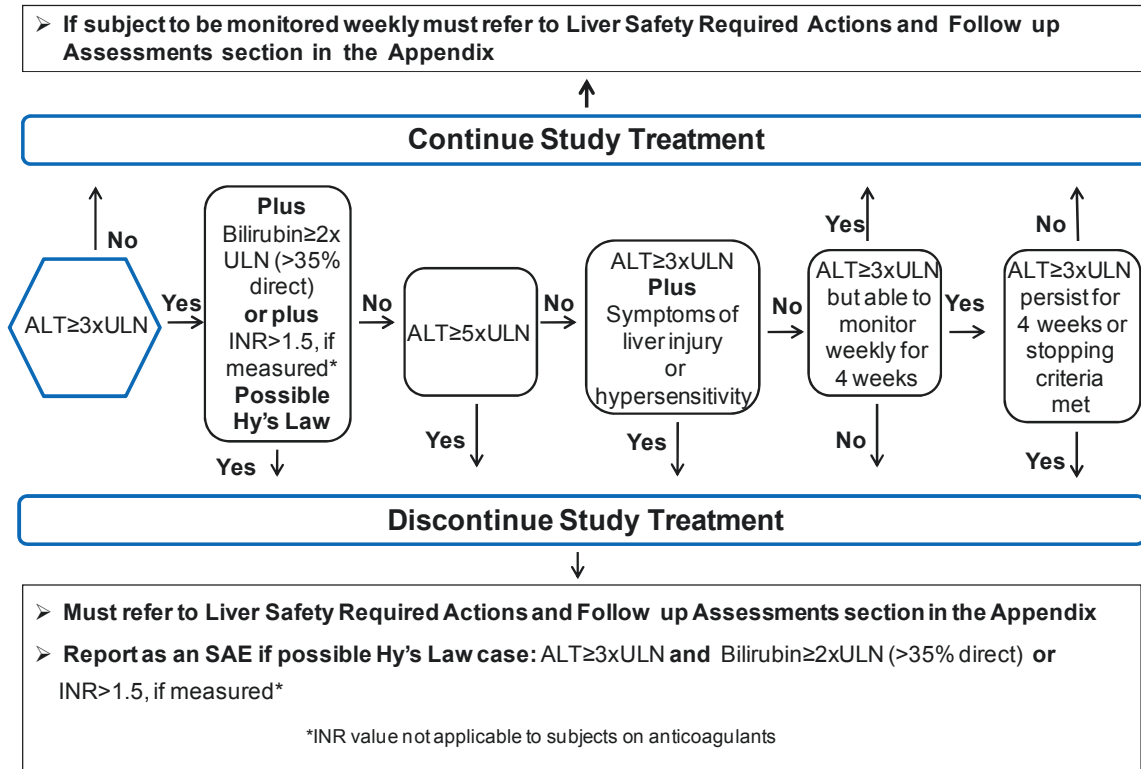 ➢ If subject to be monitored weekly must refer to Liver Safety Required Actions and Follow up
Assessments section in the Appendix
Continue Study Treatment
No
ALT≥3xULN
Yes
Plus
Bilirubin≥2x
ULN (>35%
direct)
or plus
INR>1.5, if
measured*
Possible
Hy's Law
Yes
No
ALT≥5xULN
Yes
No
ALT≥3xULN
Plus
Symptoms of
liver injury
or
hypersensitivity
Yes
No
Yes
ALT≥3xULN
but able to
monitor
weekly for
4 weeks
No
Yes
No
ALT≥3xULN
persist for
4 weeks or
stopping
criteria
met
Yes
Discontinue Study Treatment
➢ Must refer to Liver Safety Required Actions and Follow up Assessments section in the Appendix
➢ Report as an SAE if possible Hy's Law case: ALT≥3xULN and Bilirubin≥2xULN (>35% direct) or
INR>1.5, if measured*
*INR value not applicable to subjects on anticoagulants